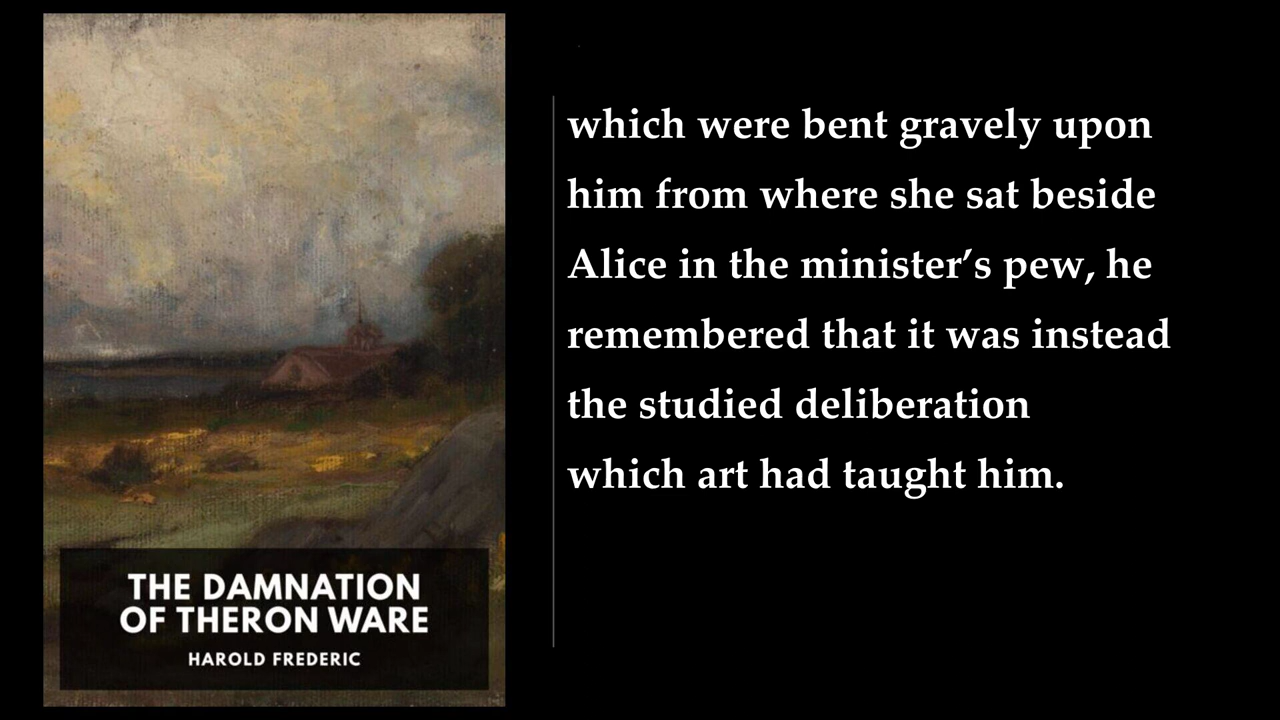 which were bent gravely upon
him from where she sat beside
Alice in the minister’s pew, he
remembered that it was instead
the studied deliberation
which art had taught him.
THE DAMNATION
OF THERON WARE
HAROLD FREDERIC